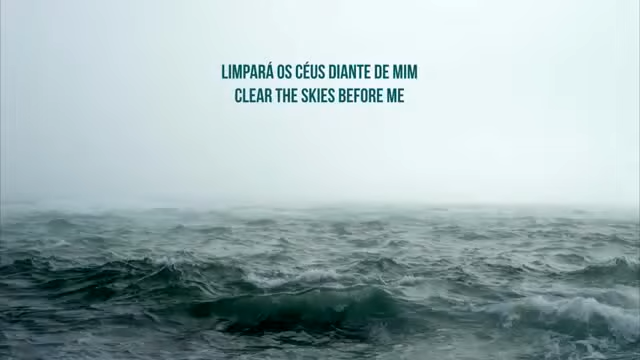 LIMPARÁ OS CÉUS DIANTE DE MIM
CLEAR THE SKIES BEFORE ME